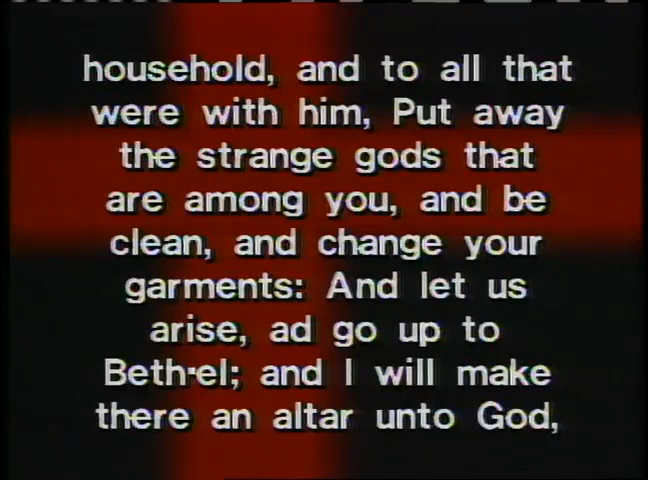 household, and to all that
were with him, Put away
the strange gods that
are among you, and be
clean, and change your
garments: And let us
arise, ad go up to
Beth·el; and I will make
there an altar unto God,